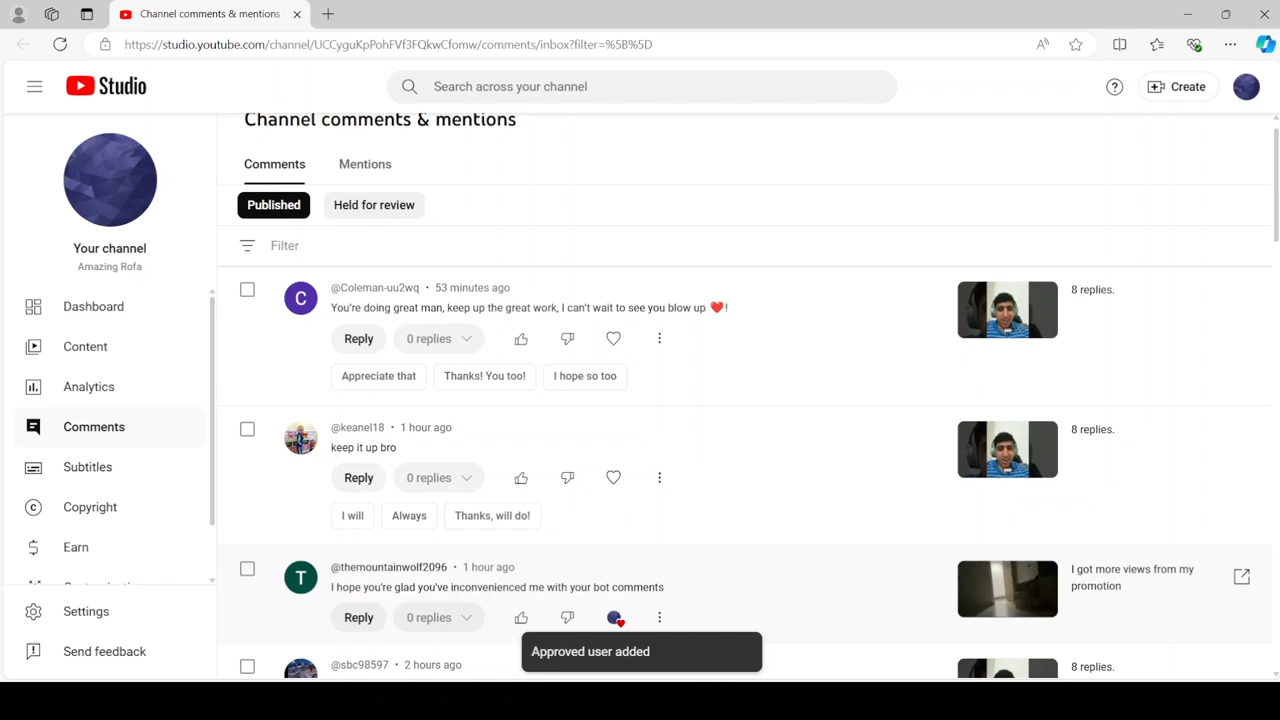 Channel comments & mentions
https://studio.youtube.com/channel/UCCyguKpPohFVf3FQkwCfomw/comments/inbox?filter=%5B%5D
Studio
Search across your channel
Create
Your channel
Amazing Rofa
Dashboard
Content
Analytics
Comments
Subtitles
Copyright
Earn
Settings
Send feedback
Channel comments & mentions
Comments Mentions
Published Held for review
Filter
C
@Coleman-uu2wq • 53 minutes ago
You're doing great man, keep up the great work, I can't wait to see you blow up ❤️!
Reply 0 replies
Appreciate that Thanks! You too! I hope so too
8 replies.
@keanel18 • 1 hour ago
keep it up bro
Reply 0 replies
I will Always Thanks, will do!
8 replies.
T
@themountainwolf2096 • 1 hour ago
I hope you're glad you've inconvenienced me with your bot comments
Reply 0 replies
I got more views from my
promotion
Approved user added
@sbc98597 • 2 hours ago
8 replies.